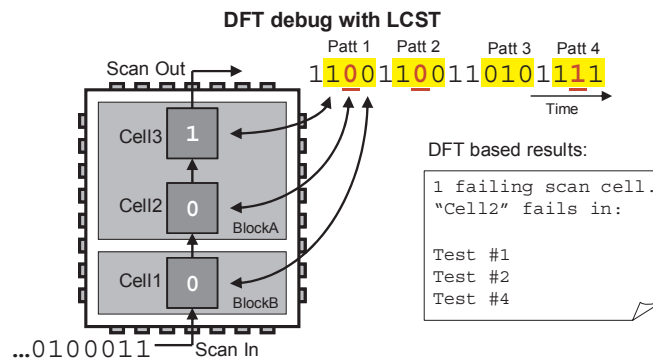 DFT debug with LCST
Patt 1 Patt 2 Patt 3 Patt 4
Scan Out
11001100110101111
Time
Cell3 1
Cell2 0
BlockA
Cell1 0
BlockB
...0100011 Scan In
DFT based results:
1 failing scan cell.
“Cell2” fails in:
Test #1
Test #2
Test #4